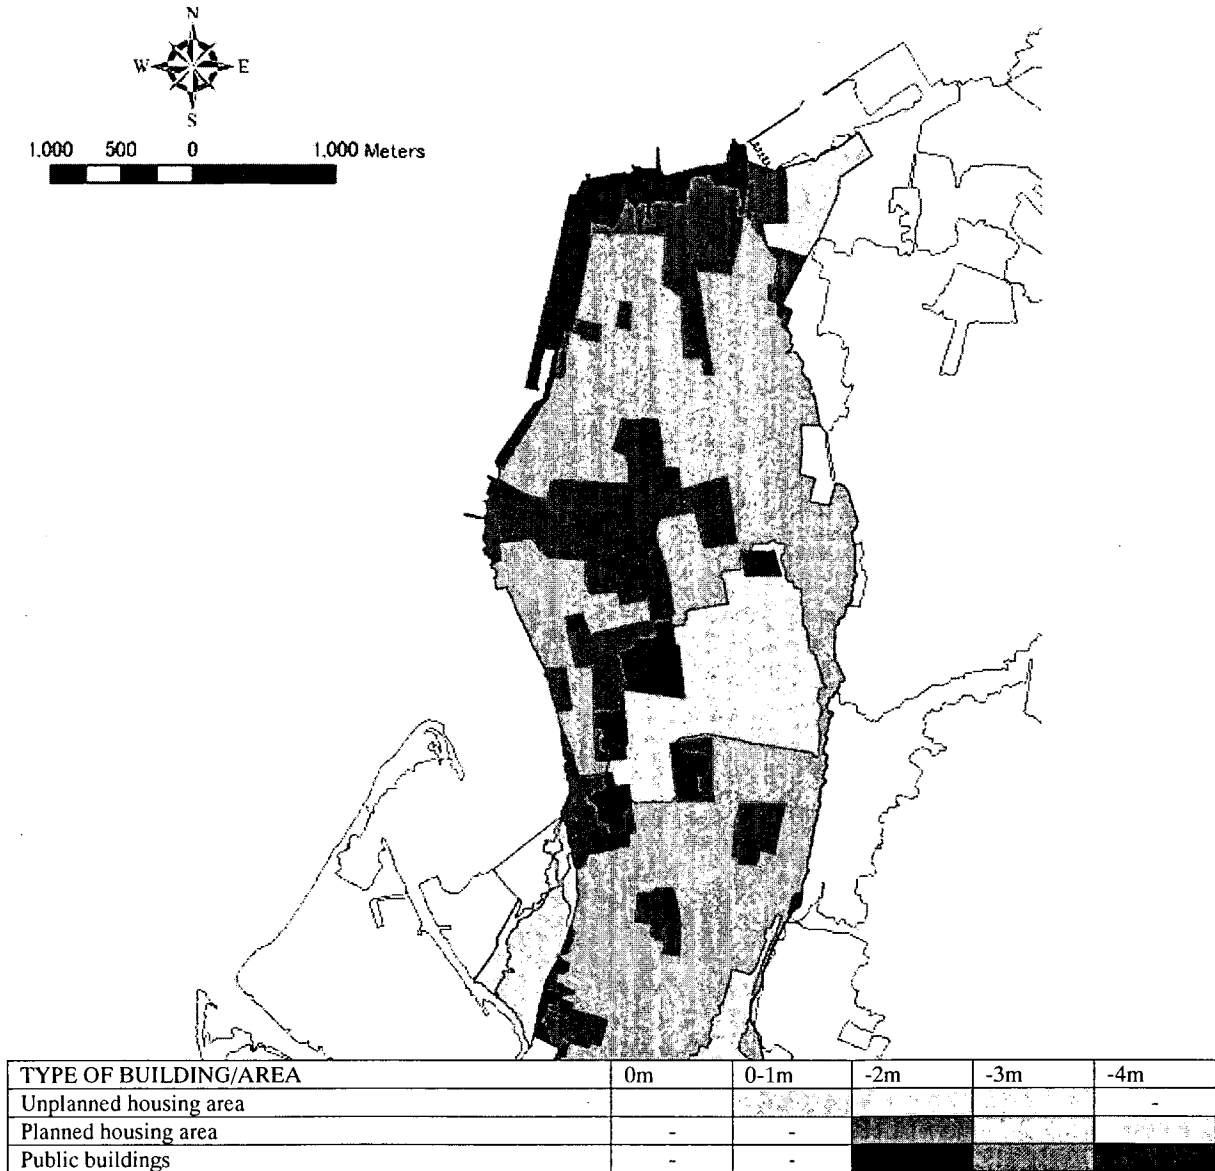 N
W E
S
1,000 500 0 1,000 Meters
TYPE OF BUILDING/AREA 0m 0-1m -2m -3m -4m
Unplanned housing area -
Planned housing area - -
Public buildings - -